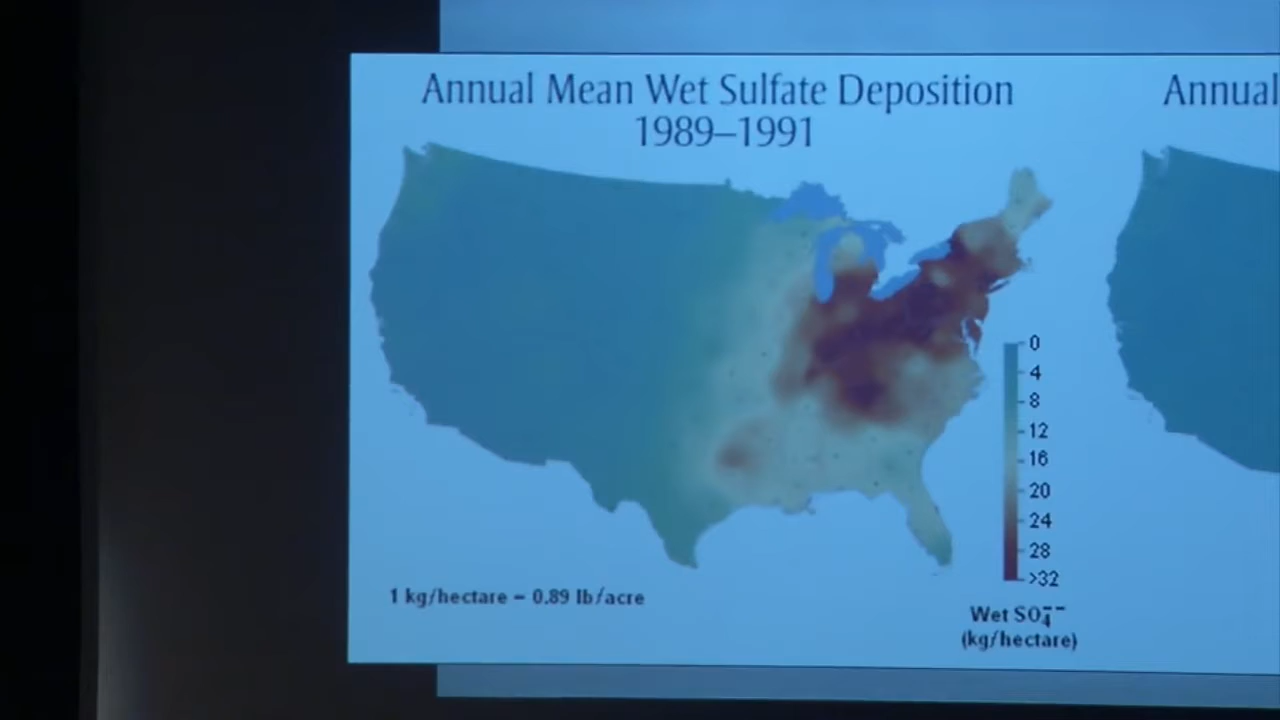 Annual Mean Wet Sulfate Deposition
1989–1991
Annual
0
4
8
12
16
20
24
28
>32
1 kg/hectare = 0.89 lb/acre
Wet SO₄⁻⁻
(kg/hectare)